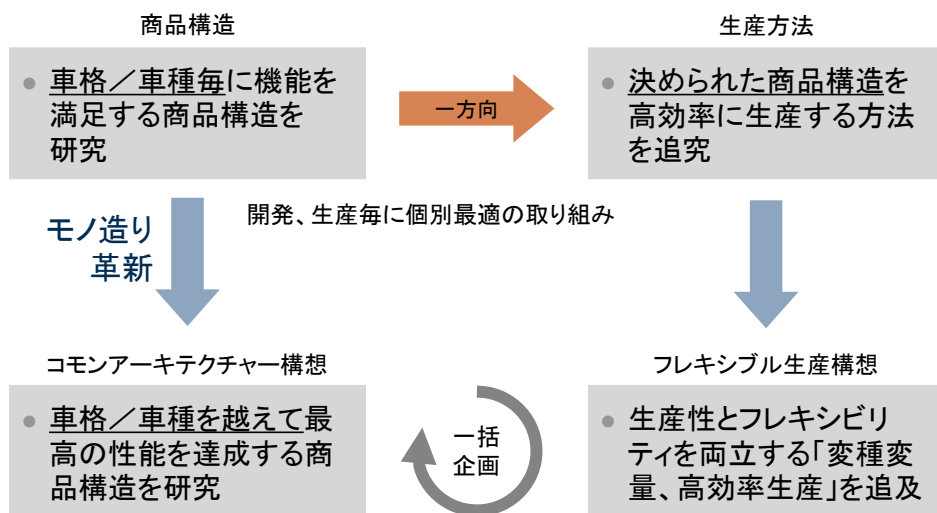 商品構造
生産方法
● 車格／車種毎に機能を
満足する商品構造を
研究
一方向
● 決められた商品構造を
高効率に生産する方法
を追究
モノ造り
革新
開発、生産毎に個別最適の取り組み
コモンアーキテクチャー構想
フレキシブル生産構想
● 車格／車種を越えて最
高の性能を達成する商
品構造を研究
一括
企画
● 生産性とフレキシビリ
ティを両立する「変種変
量、高効率生産」を追及